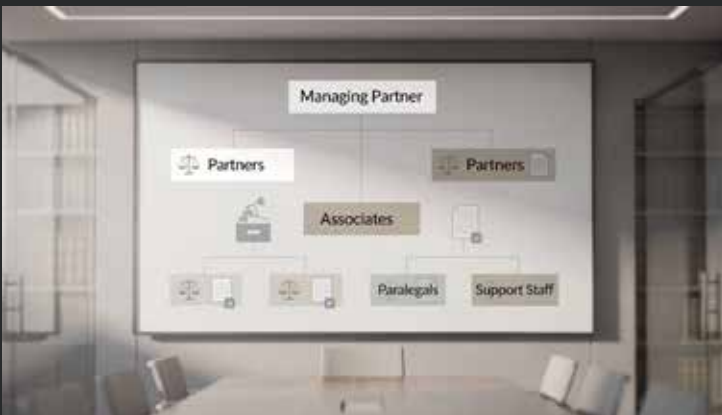 Managing Partner
Partners
Partners
Associates
Paralegals
Support Staff